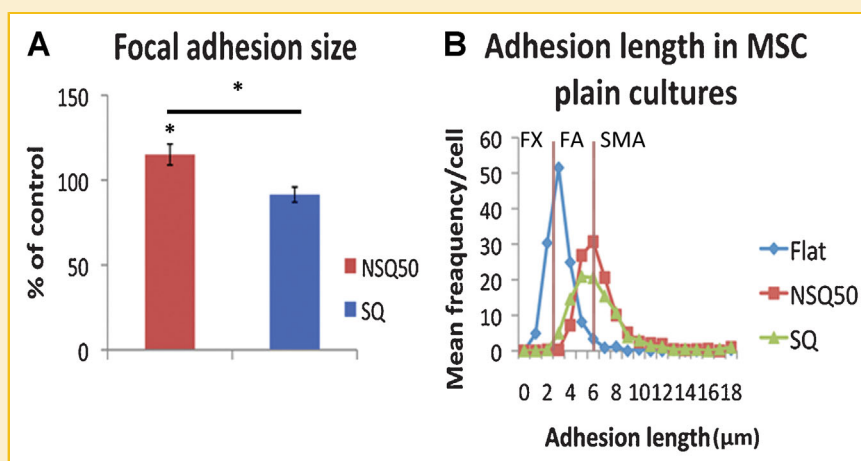 A
Focal adhesion size
150
100
50
0
% of control
*
*
NSQ50
SQ
B
Adhesion length in MSC
plain cultures
60
50
40
30
20
10
0
Mean freaquency/cell
FX
FA
SMA
Flat
NSQ50
SQ
0 2 4 6 8 10 12 14 16 18
Adhesion length (μm)